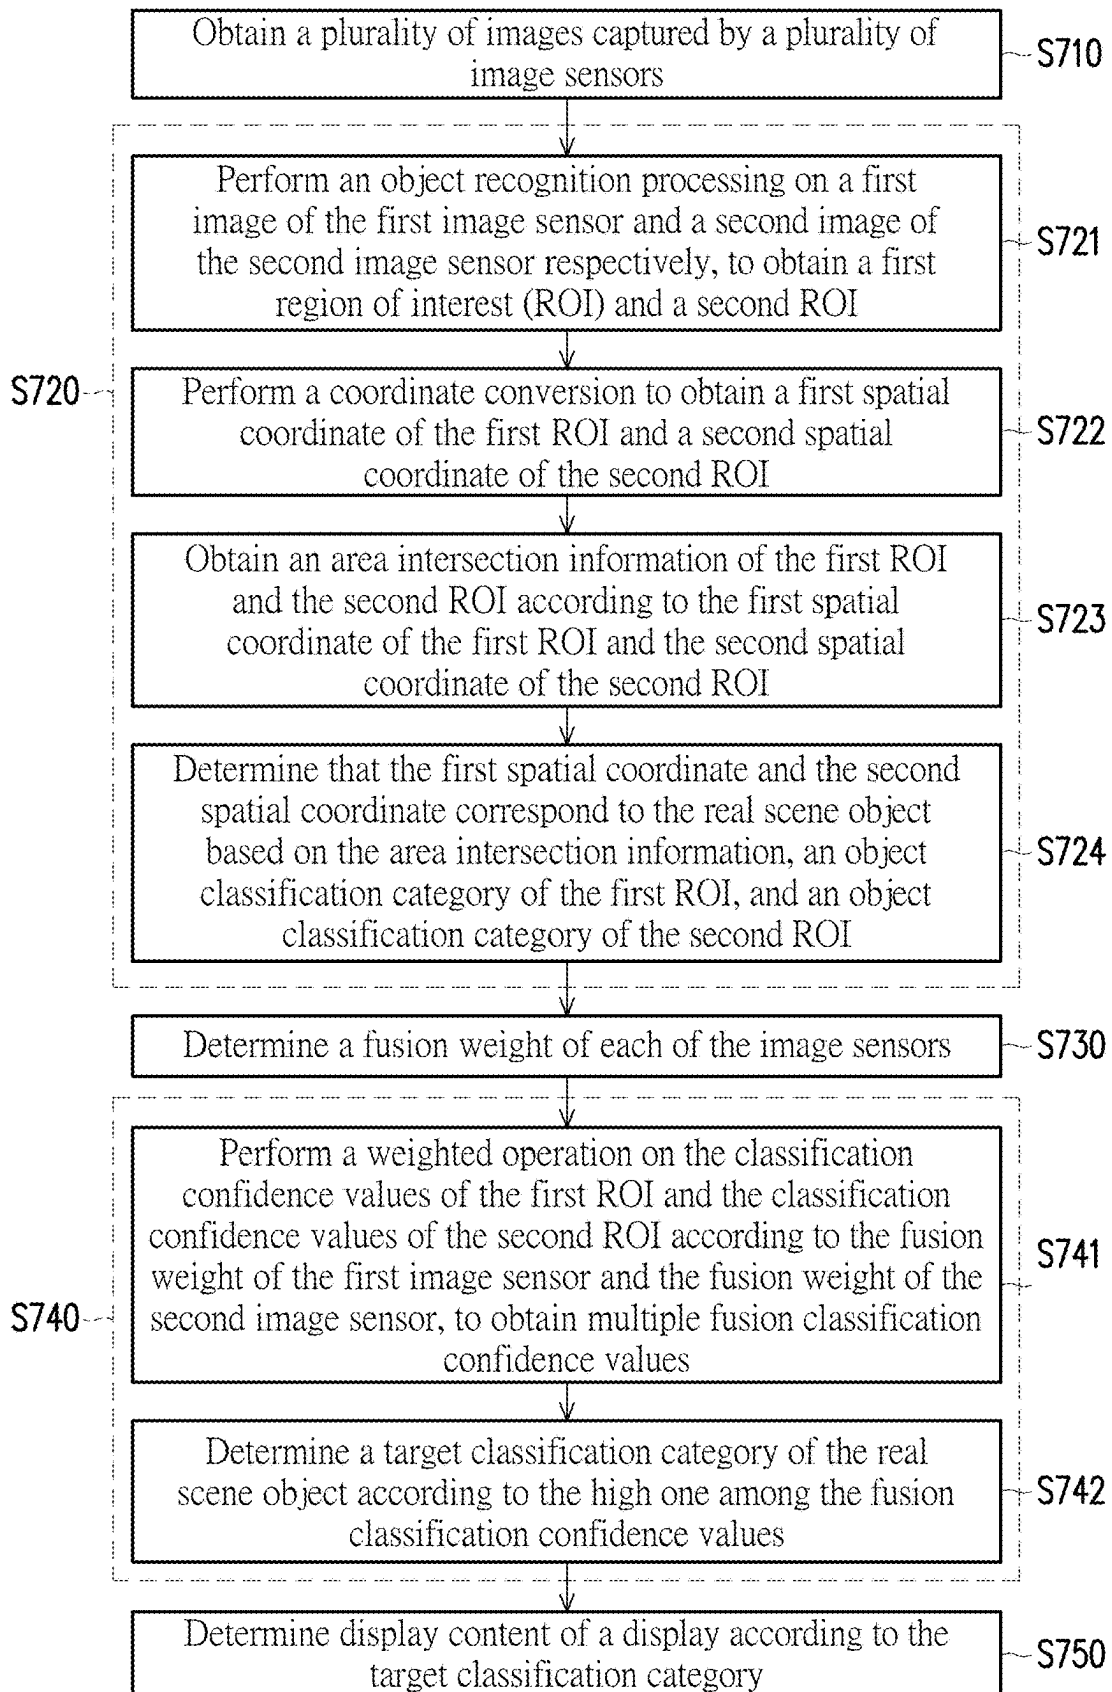 Obtain a plurality of images captured by a plurality of
image sensors
S710
Perform an object recognition processing on a first
image of the first image sensor and a second image of
the second image sensor respectively, to obtain a first
region of interest (ROI) and a second ROI
S721
S720
Perform a coordinate conversion to obtain a first spatial
coordinate of the first ROI and a second spatial
coordinate of the second ROI
S722
Obtain an area intersection information of the first ROI
and the second ROI according to the first spatial
coordinate of the first ROI and the second spatial
coordinate of the second ROI
S723
Determine that the first spatial coordinate and the second
spatial coordinate correspond to the real scene object
based on the area intersection information, an object
classification category of the first ROI, and an object
classification category of the second ROI
S724
Determine a fusion weight of each of the image sensors
S730
Perform a weighted operation on the classification
confidence values of the first ROI and the classification
confidence values of the second ROI according to the fusion
weight of the first image sensor and the fusion weight of the
second image sensor, to obtain multiple fusion classification
confidence values
S741
S740
Determine a target classification category of the real
scene object according to the high one among the fusion
classification confidence values
S742
Determine display content of a display according to the
target classification category
S750